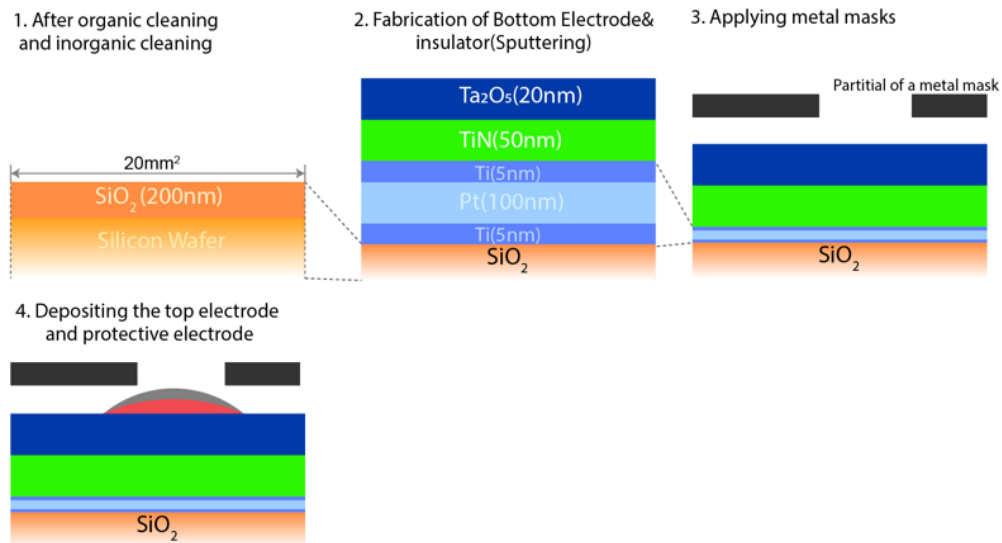 1. After organic cleaning
and inorganic cleaning
20mm²
SiO₂ (200nm)
Silicon Wafer
2. Fabrication of Bottom Electrode&
insulator(Sputtering)
Ta₂O₅(20nm)
TiN(50nm)
Ti(5nm)
Pt(100nm)
Ti(5nm)
SiO₂
3. Applying metal masks
Partitial of a metal mask
SiO₂
4. Depositing the top electrode
and protective electrode
SiO₂